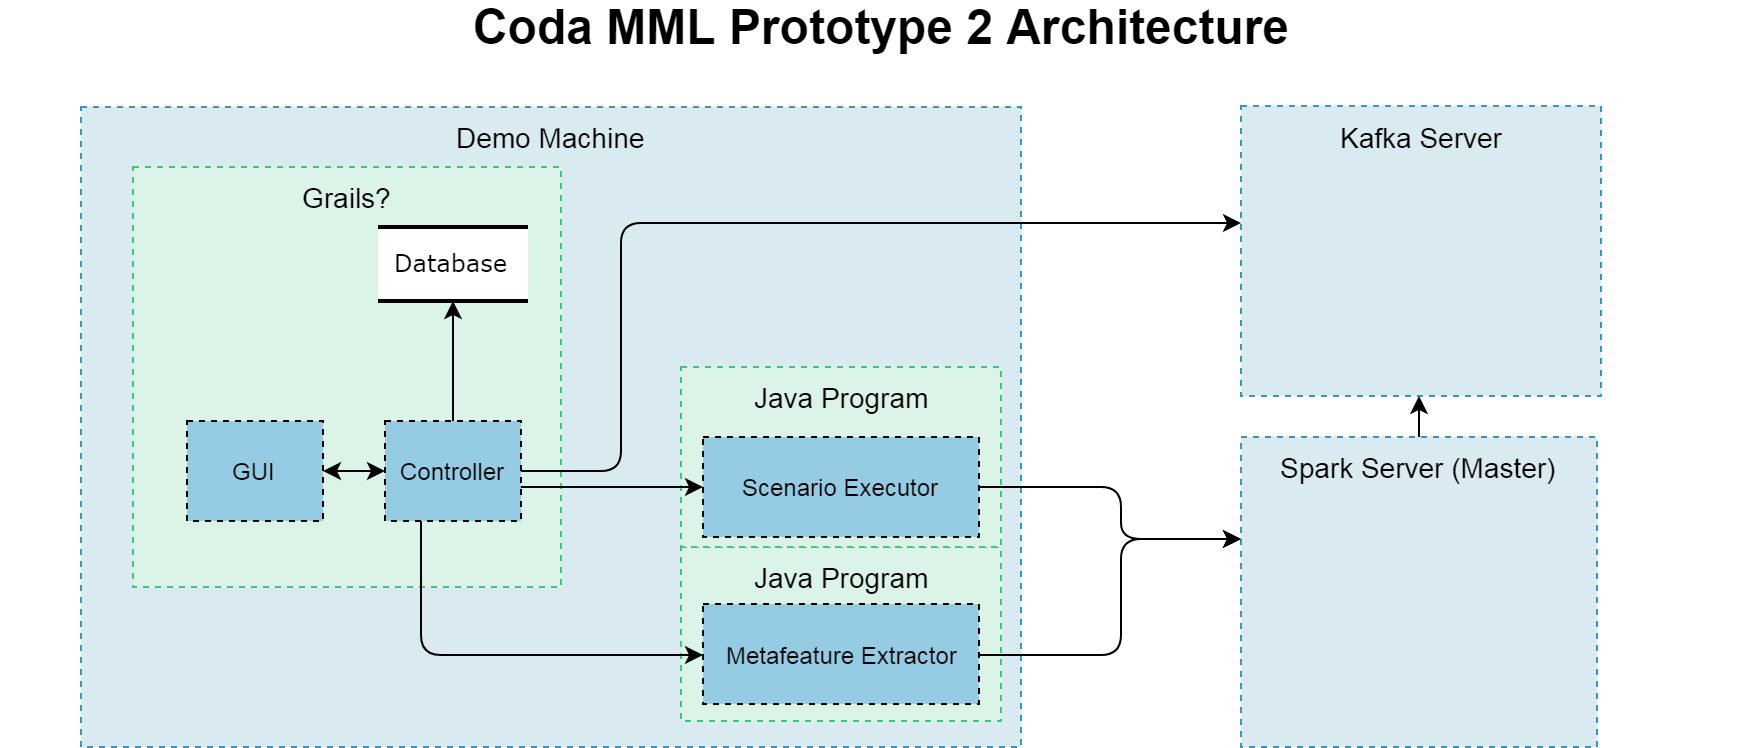 Coda MML Prototype 2 Architecture
Demo Machine
Kafka Server
Grails?
Database
Java Program
GUI
Controller
Scenario Executor
Spark Server (Master)
Java Program
Metafeature Extractor